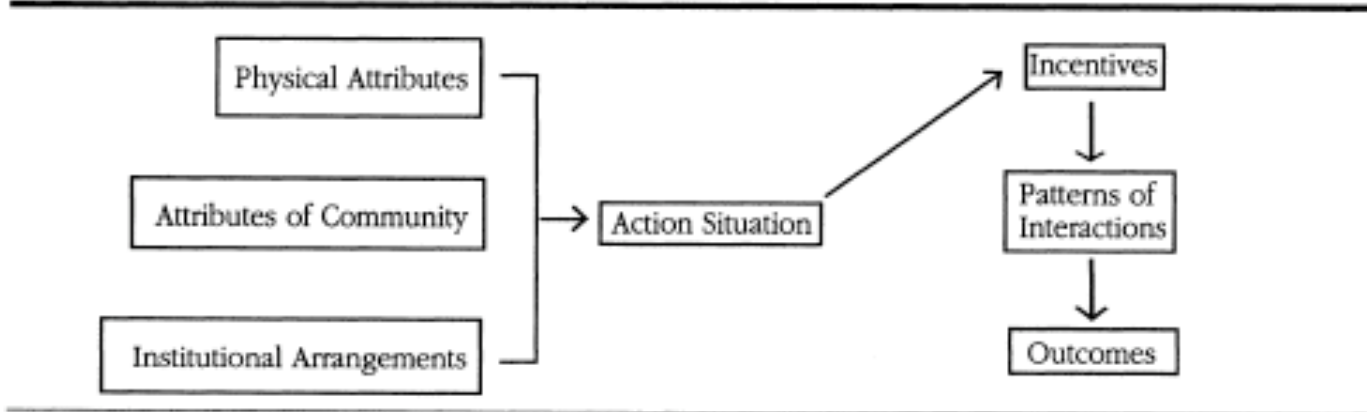 Physical Attributes
Attributes of Community
Institutional Arrangements
Action Situation
Incentives
Patterns of
Interactions
Outcomes